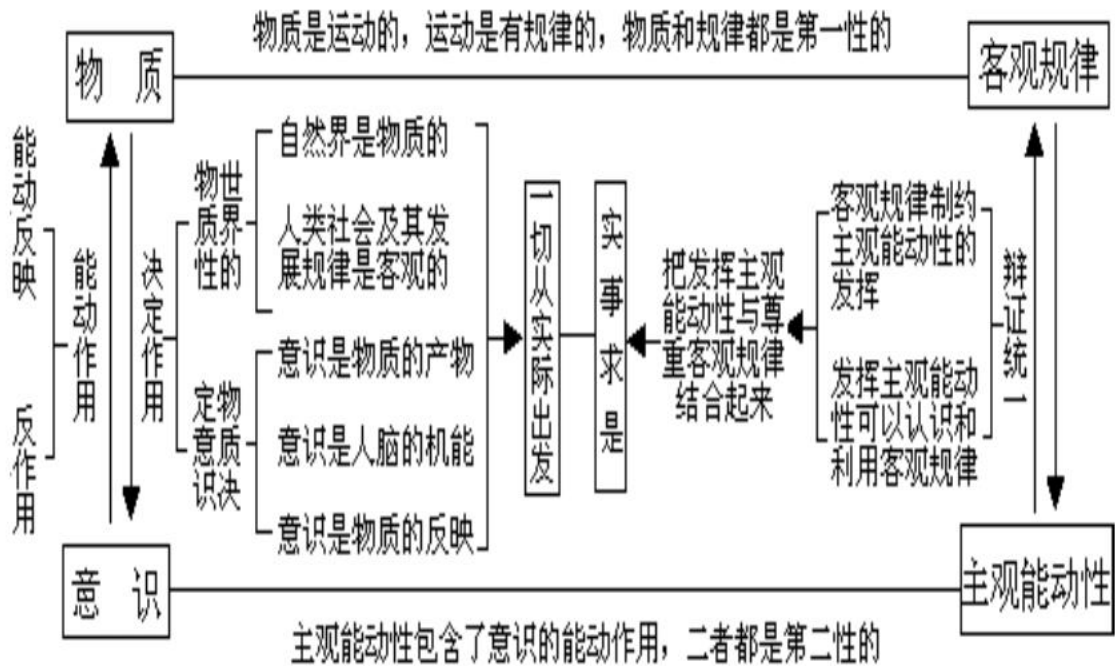 物质是运动的，运动是有规律的，物质和规律都是第一性的
物 质
客观规律
能动反映
反作用
能动作用
决定作用
物世
质界
性的
自然界是物质的
人类社会及其发
展规律是客观的
定物
意质
识决
意识是物质的产物
意识是人脑的机能
意识是物质的反映
一切从实际出发
实事求是
把发挥主观
能动性与尊
重客观规律
结合起来
客观规律制约
主观能动性的
发挥
发挥主观能动
性可以认识和
利用客观规律
辩证统一
意 识
主观能动性
主观能动性包含了意识的能动作用，二者都是第二性的